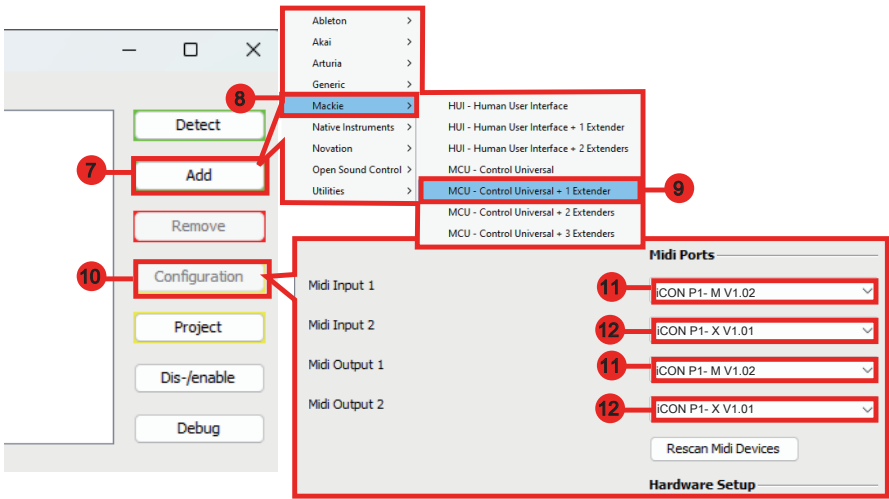 Ableton >
Akai >
Arturia >
Generic >
8
Mackie >
Native Instruments >
Novation >
Open Sound Control >
Utilities >
HUI - Human User Interface
HUI - Human User Interface + 1 Extender
HUI - Human User Interface + 2 Extenders
MCU - Control Universal
MCU - Control Universal + 1 Extender
9
MCU - Control Universal + 2 Extenders
MCU - Control Universal + 3 Extenders
Detect
7
Add
Remove
10
Configuration
Project
Dis-/enable
Debug
Midi Ports
Midi Input 1
11
iCON P1- M V1.02
Midi Input 2
12
iCON P1- X V1.01
Midi Output 1
11
iCON P1- M V1.02
Midi Output 2
12
iCON P1- X V1.01
Rescan Midi Devices
Hardware Setup